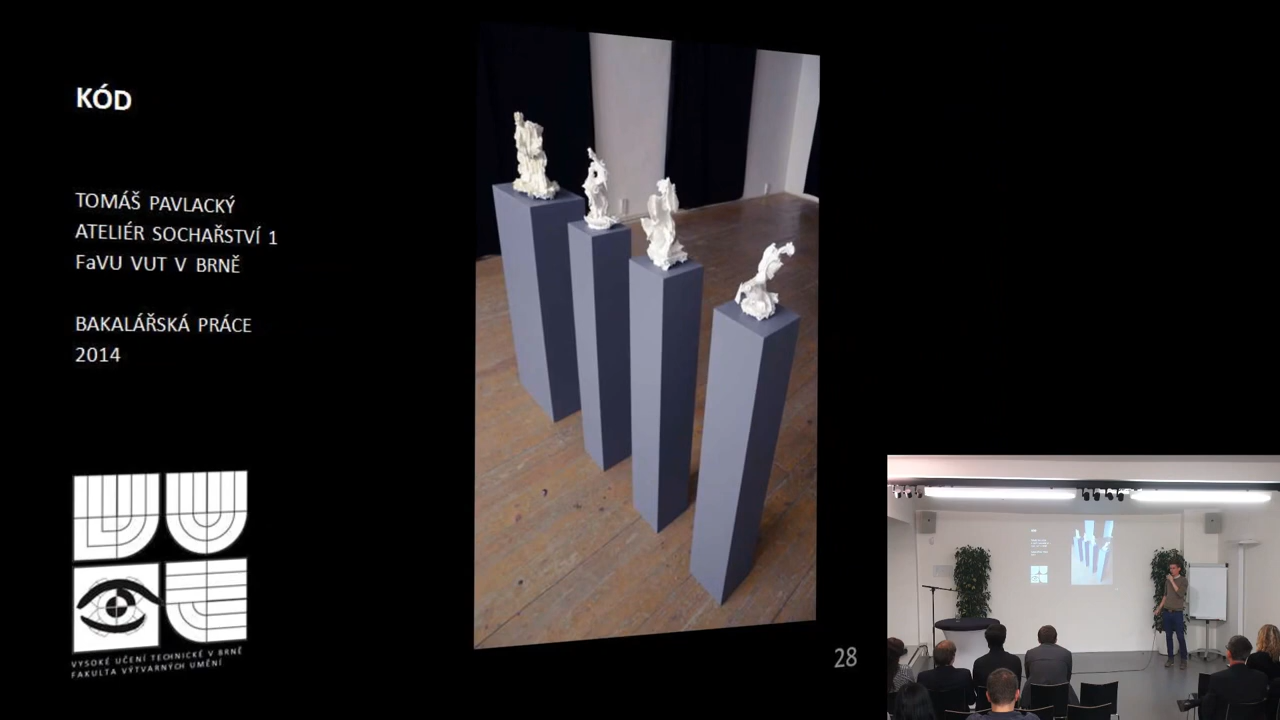 KÓD
TOMÁŠ PAVLACKÝ
ATELIÉR SOCHAŘSTVÍ 1
FaVU VUT V BRNĚ
BAKALÁŘSKÁ PRÁCE
2014
VYSOKÉ UČENÍ TECHNICKÉ V BRNĚ
FAKULTA VÝTVARNÝCH UMĚNÍ
28